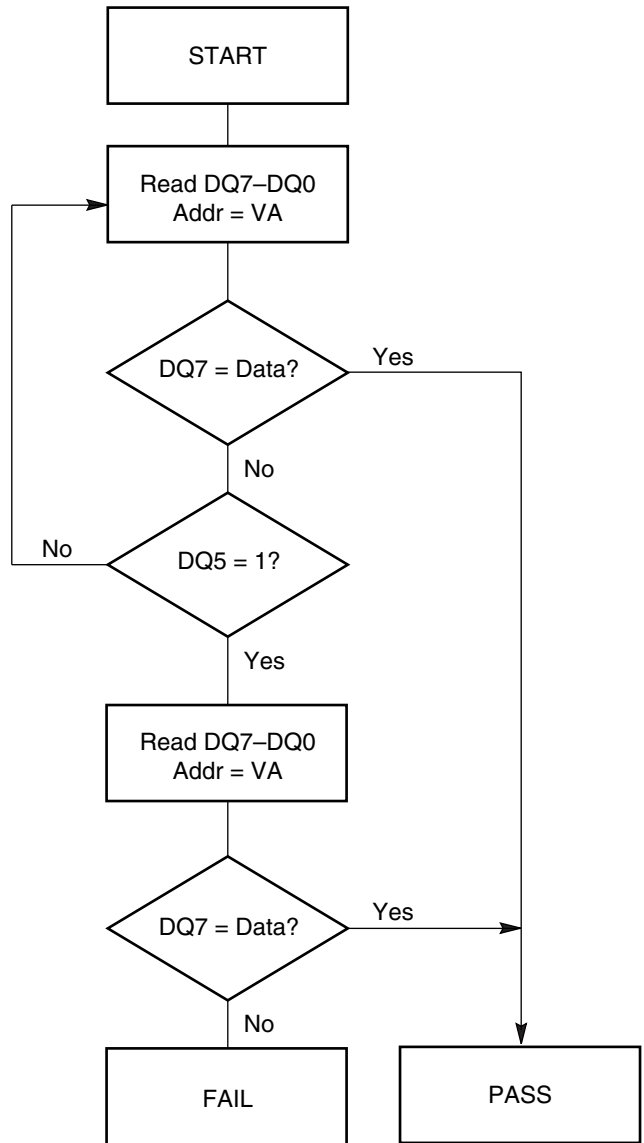 START
Read DQ7–DQ0
Addr = VA
DQ7 = Data?
Yes
No
No
DQ5 = 1?
Yes
Read DQ7–DQ0
Addr = VA
DQ7 = Data?
Yes
No
FAIL
PASS